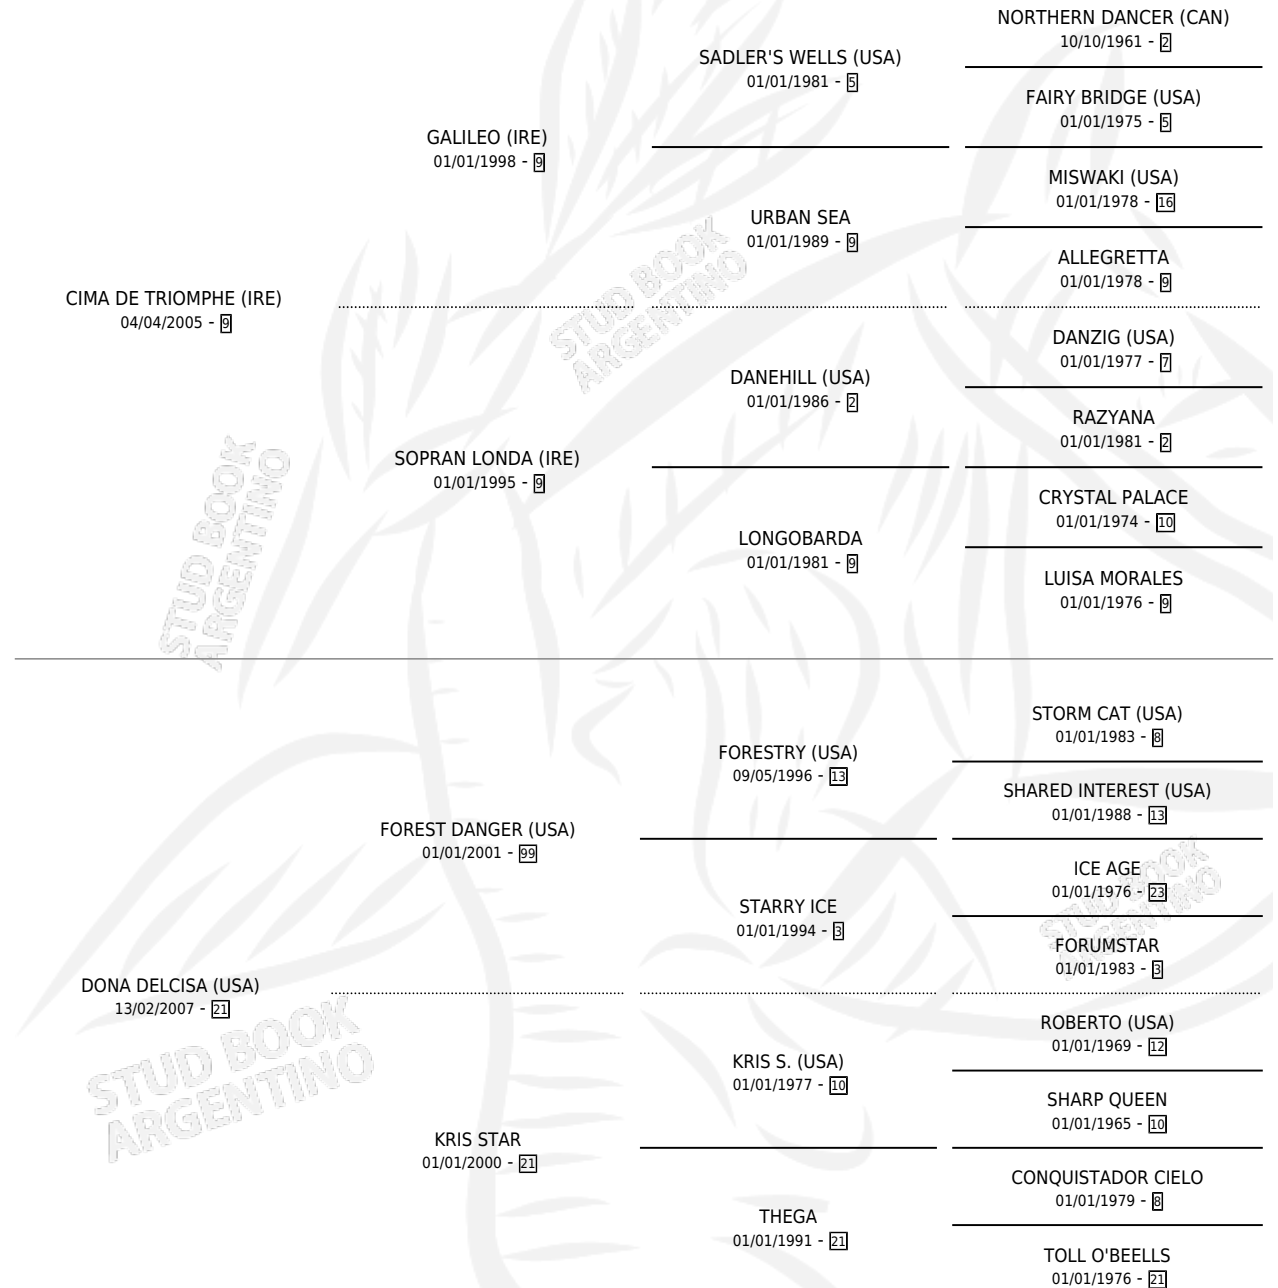 NORTHERN DANCER (CAN)
10/10/1961 - 2
SADLER'S WELLS (USA)
01/01/1981 - 5
FAIRY BRIDGE (USA)
01/01/1975 - 5
GALILEO (IRE)
01/01/1998 - 9
MISWAKI (USA)
01/01/1978 - 16
URBAN SEA
01/01/1989 - 9
ALLEGRETTA
01/01/1978 - 9
CIMA DE TRIOMPHE (IRE)
04/04/2005 - 9
DANZIG (USA)
01/01/1977 - 7
DANEHILL (USA)
01/01/1986 - 2
RAZYANA
01/01/1981 - 2
SOPRAN LONDA (IRE)
01/01/1995 - 9
CRYSTAL PALACE
01/01/1974 - 10
LONGOBARDA
01/01/1981 - 9
LUISA MORALES
01/01/1976 - 9
STORM CAT (USA)
01/01/1983 - 8
FORESTRY (USA)
09/05/1996 - 13
SHARED INTEREST (USA)
01/01/1988 - 13
FOREST DANGER (USA)
01/01/2001 - 99
ICE AGE
01/01/1976 - 23
STARRY ICE
01/01/1994 - 3
FORUMSTAR
01/01/1983 - 3
DONA DELCISA (USA)
13/02/2007 - 21
ROBERTO (USA)
01/01/1969 - 12
KRIS S. (USA)
01/01/1977 - 10
SHARP QUEEN
01/01/1965 - 10
KRIS STAR
01/01/2000 - 21
CONQUISTADOR CIELO
01/01/1979 - 8
THEGA
01/01/1991 - 21
TOLL O'BEELLS
01/01/1976 - 21
STUD BOOK
ARGENTINO
STUD BOOK
ARGENTINO
STUD BOOK
ARGENTINO
STUD BOOK
ARGENTINO